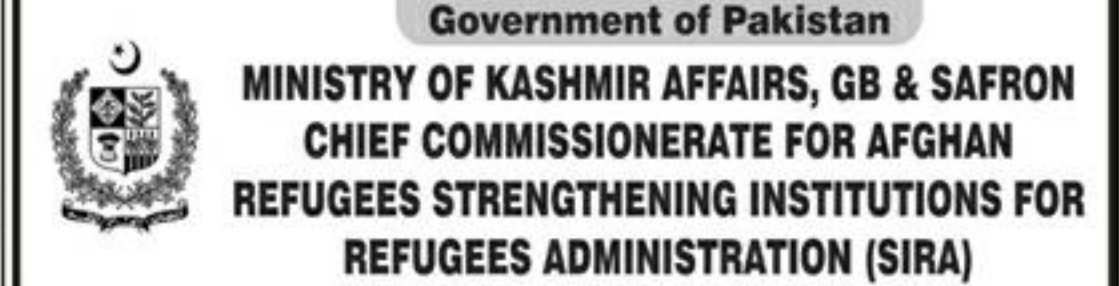 Government of Pakistan
MINISTRY OF KASHMIR AFFAIRS, GB & SAFRON
CHIEF COMMISSIONERATE FOR AFGHAN
REFUGEES STRENGTHENING INSTITUTIONS FOR
REFUGEES ADMINISTRATION (SIRA)